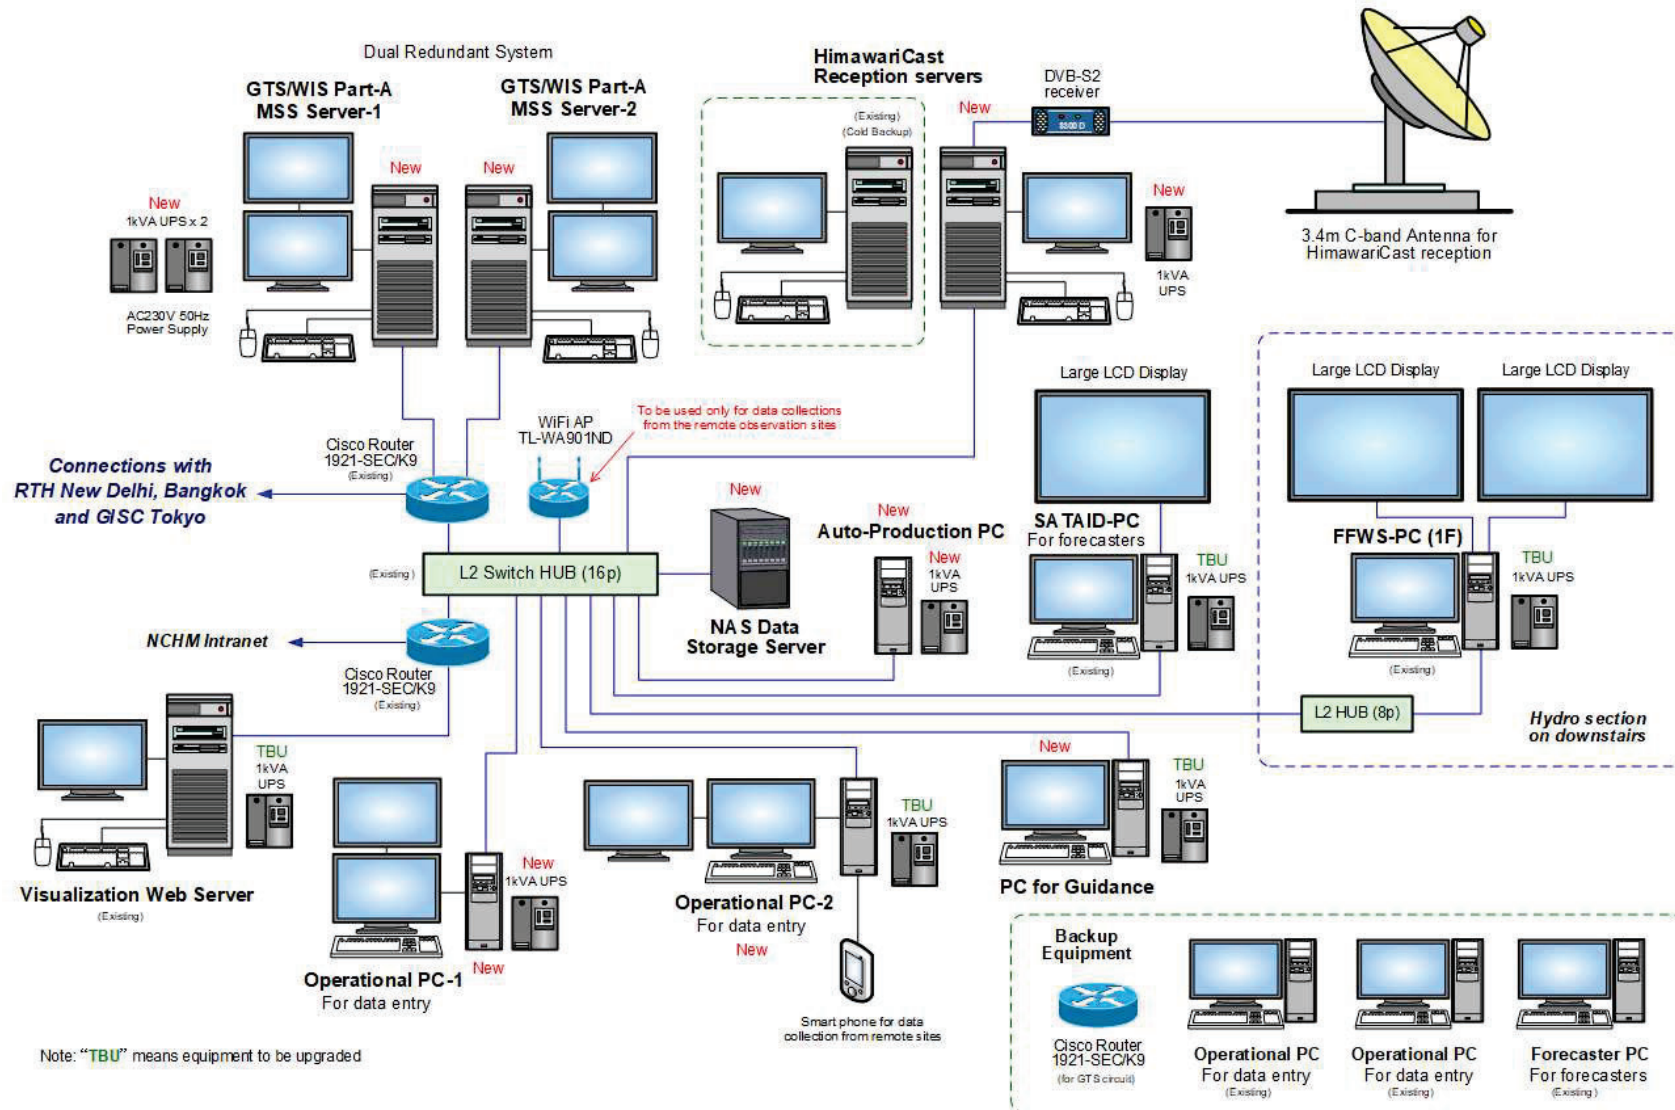 Dual Redundant System
GTS/WIS Part-A
MSS Server-1
GTS/WIS Part-A
MSS Server-2
New
New
New
1kVA UPS x 2
AC230V 50Hz
Power Supply
HimawariCast
Reception servers
(Existing)
(Cold Backup)
New
DVB-S2
receiver
New
1kVA
UPS
3.4m C-band Antenna for
HimawariCast reception
Cisco Router
1921-SEC/K9
(Existing)
Connections with
RTH New Delhi, Bangkok
and GISC Tokyo
WiFi AP
TL-WA901ND
To be used only for data collections
from the remote observation sites
(Existing)
L2 Switch HUB (16p)
New
NAS Data
Storage Server
New
Auto-Production PC
New
1kVA
UPS
Large LCD Display
SATAID-PC
For forecasters
TBU
1kVA UPS
(Existing)
Large LCD Display
Large LCD Display
FFWS-PC (1F)
TBU
1kVA UPS
(Existing)
L2 HUB (8p)
Hydro section
on downstairs
NCHM Intranet
Cisco Router
1921-SEC/K9
(Existing)
TBU
1kVA
UPS
Visualization Web Server
(Existing)
New
1kVA UPS
Operational PC-1
New
For data entry
TBU
1kVA UPS
Operational PC-2
For data entry
New
Smart phone for data
collection from remote sites
New
TBU
1kVA
UPS
PC for Guidance
Backup
Equipment
Cisco Router
1921-SEC/K9
(for GTS circuit)
Operational PC
For data entry
(Existing)
Operational PC
For data entry
(Existing)
Forecaster PC
For forecasters
(Existing)
Note: “TBU” means equipment to be upgraded